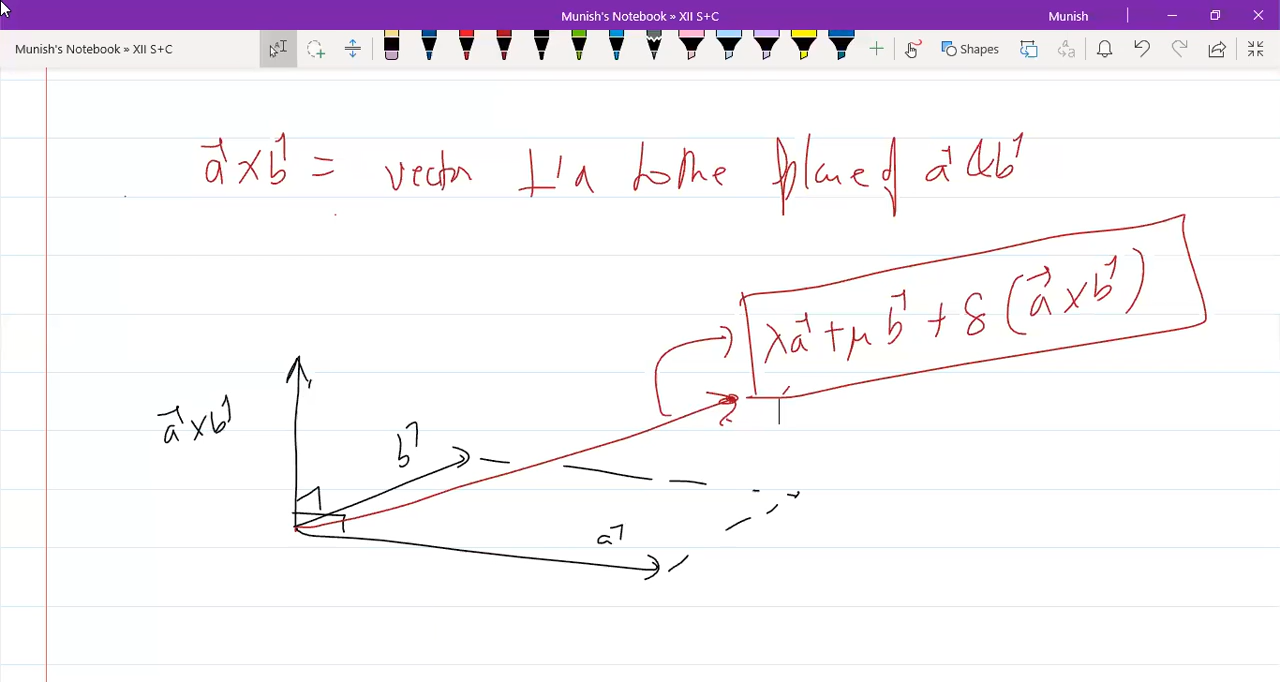 Munish's Notebook » XII S+C
Munish
Munish's Notebook » XII S+C
Shapes
a⃗ × b⃗ = vector ⊥'r to the plane of a⃗ & b⃗
λa⃗ + μb⃗ + δ(a⃗ × b⃗)
a⃗ × b⃗
b⃗
a⃗